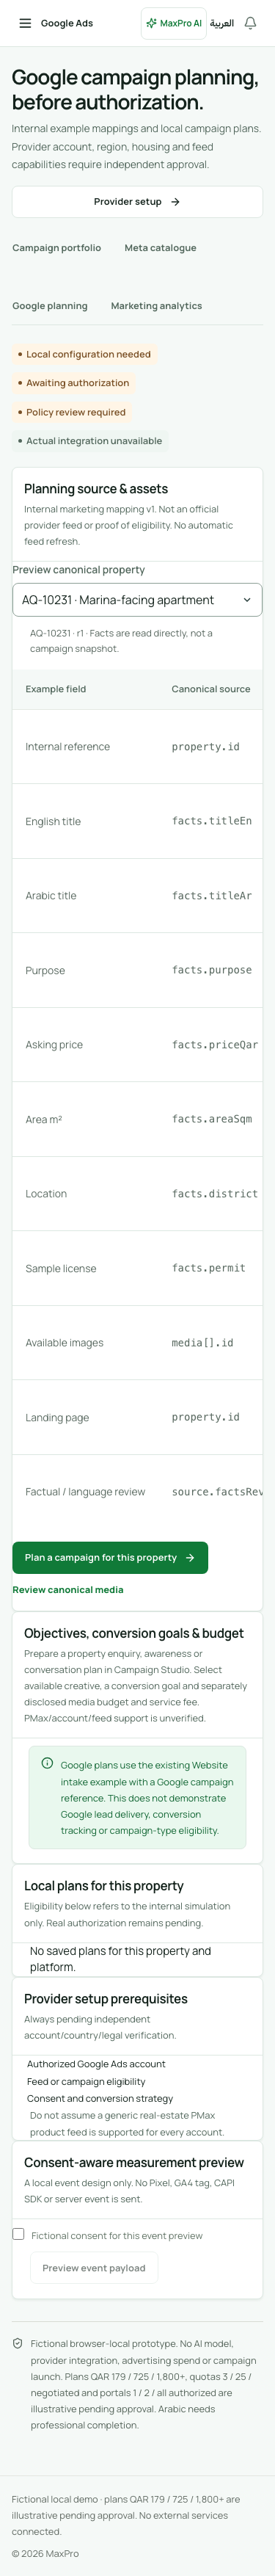 Google Ads
MaxPro AI
العربية
Google campaign planning,
before authorization.
Internal example mappings and local campaign plans.
Provider account, region, housing and feed
capabilities require independent approval.
Provider setup
Campaign portfolio
Meta catalogue
Google planning
Marketing analytics
Local configuration needed
Awaiting authorization
Policy review required
Actual integration unavailable
Planning source & assets
Internal marketing mapping v1. Not an official
provider feed or proof of eligibility. No automatic
feed refresh.
Preview canonical property
AQ-10231 · Marina-facing apartment
AQ-10231 · r1 · Facts are read directly, not a
campaign snapshot.
Example field Canonical source
Internal reference property.id
English title facts.titleEn
Arabic title facts.titleAr
Purpose facts.purpose
Asking price facts.priceQar
Area m² facts.areaSqm
Location facts.district
Sample license facts.permit
Available images media[].id
Landing page property.id
Factual / language review source.factsRev
Plan a campaign for this property
Review canonical media
Objectives, conversion goals & budget
Prepare a property enquiry, awareness or
conversation plan in Campaign Studio. Select
available creative, a conversion goal and separately
disclosed media budget and service fee.
PMax/account/feed support is unverified.
Google plans use the existing Website
intake example with a Google campaign
reference. This does not demonstrate
Google lead delivery, conversion
tracking or campaign-type eligibility.
Local plans for this property
Eligibility below refers to the internal simulation
only. Real authorization remains pending.
No saved plans for this property and
platform.
Provider setup prerequisites
Always pending independent
account/country/legal verification.
Authorized Google Ads account
Feed or campaign eligibility
Consent and conversion strategy
Do not assume a generic real-estate PMax
product feed is supported for every account.
Consent-aware measurement preview
A local event design only. No Pixel, GA4 tag, CAPI
SDK or server event is sent.
Fictional consent for this event preview
Preview event payload
Fictional browser-local prototype. No AI model,
provider integration, advertising spend or campaign
launch. Plans QAR 179 / 725 / 1,800+, quotas 3 / 25 /
negotiated and portals 1 / 2 / all authorized are
illustrative pending approval. Arabic needs
professional completion.
Fictional local demo · plans QAR 179 / 725 / 1,800+ are
illustrative pending approval. No external services
connected.
© 2026 MaxPro